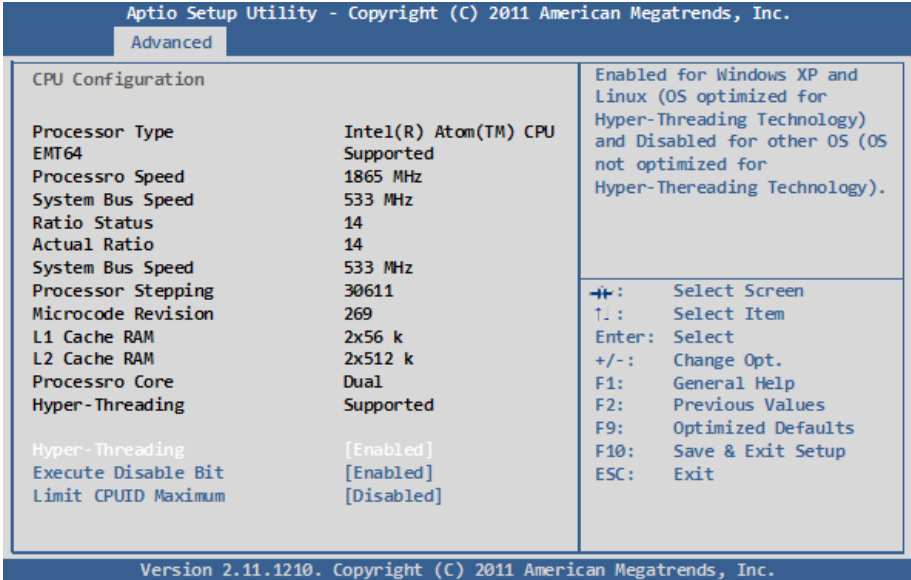 Aptio Setup Utility - Copyright (C) 2011 American Megatrends, Inc.
Advanced
CPU Configuration
Processor Type Intel(R) Atom(TM) CPU
EMT64 Supported
Processro Speed 1865 MHz
System Bus Speed 533 MHz
Ratio Status 14
Actual Ratio 14
System Bus Speed 533 MHz
Processor Stepping 30611
Microcode Revision 269
L1 Cache RAM 2x56 k
L2 Cache RAM 2x512 k
Processro Core Dual
Hyper-Threading Supported
Hyper-Threading [Enabled]
Execute Disable Bit [Enabled]
Limit CPUID Maximum [Disabled]
Enabled for Windows XP and
Linux (OS optimized for
Hyper-Threading Technology)
and Disabled for other OS (OS
not optimized for
Hyper-Thereading Technology).
→←: Select Screen
↑↓: Select Item
Enter: Select
+/-: Change Opt.
F1: General Help
F2: Previous Values
F9: Optimized Defaults
F10: Save & Exit Setup
ESC: Exit
Version 2.11.1210. Copyright (C) 2011 American Megatrends, Inc.